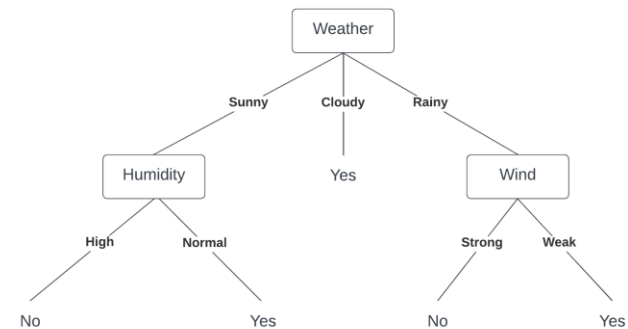 Weather
Sunny Cloudy Rainy
Humidity Yes Wind
High Normal Strong Weak
No Yes No Yes